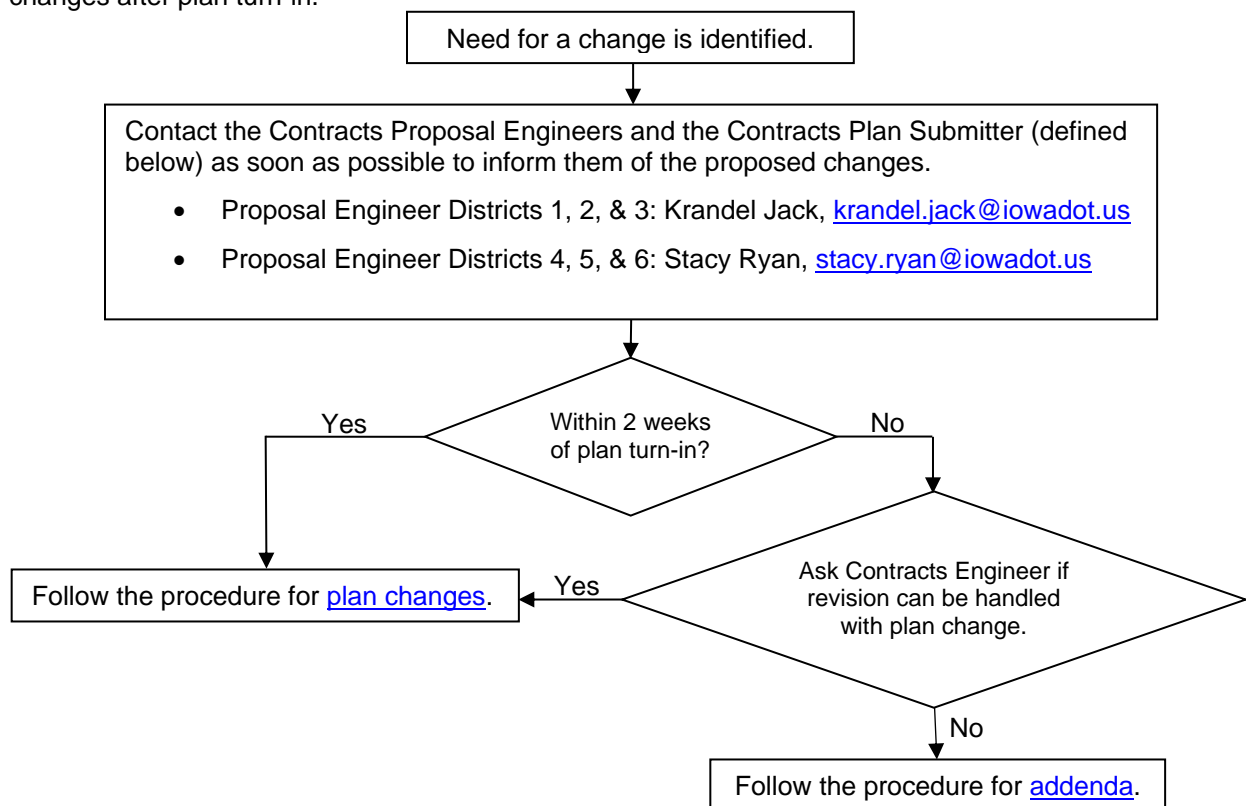 changes after plan turn-in.
Need for a change is identified.
Contact the Contracts Proposal Engineers and the Contracts Plan Submitter (defined
below) as soon as possible to inform them of the proposed changes.
• Proposal Engineer Districts 1, 2, & 3: Krandel Jack, krandel.jack@iowadot.us
• Proposal Engineer Districts 4, 5, & 6: Stacy Ryan, stacy.ryan@iowadot.us
Yes
Within 2 weeks
of plan turn-in?
No
Follow the procedure for plan changes.
Yes
Ask Contracts Engineer if
revision can be handled
with plan change.
No
Follow the procedure for addenda.